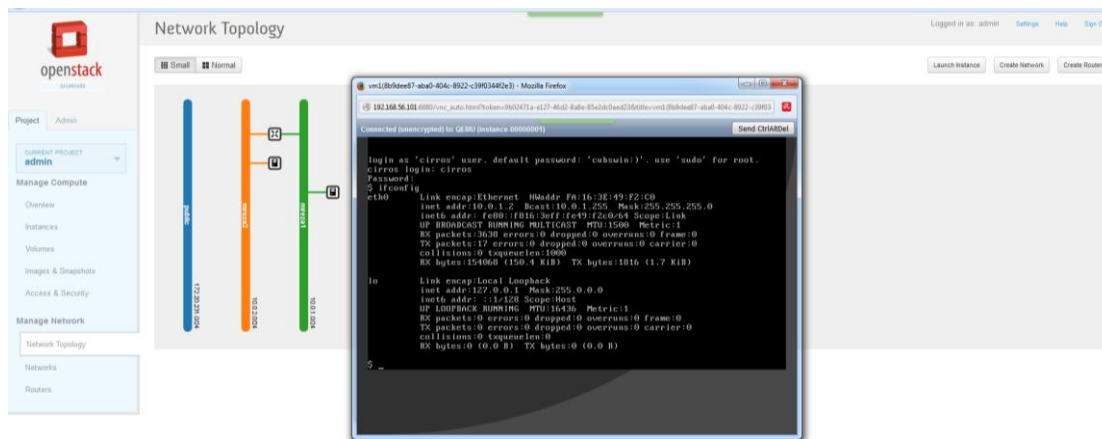 openstack
DASHBOARD
Project
Admin
CURRENT PROJECT
admin
Manage Compute
Overview
Instances
Volumes
Images & Snapshots
Access & Security
Manage Network
Network Topology
Networks
Routers
Network Topology
Logged in as: admin
Settings
Help
Sign O
Small
Normal
Launch Instance
Create Network
Create Router
public
10.0.2.0/24
10.0.1.0/24
vm1(8b9dee87-aba0-404c-8922-c39f0344f2e3) - Mozilla Firefox
Connected (unencrypted) to: QEMU (instance-00000001)
Send CtrlAltDel
login as 'cirros' user. default password: 'cubswin:)'. use 'sudo' for root.
cirros login: cirros
Password:
$ ifconfig
eth0 Link encap:Ethernet HWaddr FA:16:3E:49:F2:C0
inet addr:10.0.1.2 Bcast:10.0.1.255 Mask:255.255.255.0
inet6 addr: fe80::f816:3eff:fe49:f2c0/64 Scope:Link
UP BROADCAST RUNNING MULTICAST MTU:1500 Metric:1
RX packets:3638 errors:0 dropped:0 overruns:0 frame:0
TX packets:17 errors:0 dropped:0 overruns:0 carrier:0
collisions:0 txqueuelen:1000
RX bytes:154068 (150.4 KiB) TX bytes:1816 (1.7 KiB)
lo Link encap:Local Loopback
inet addr:127.0.0.1 Mask:255.0.0.0
inet6 addr: ::1/128 Scope:Host
UP LOOPBACK RUNNING MTU:16436 Metric:1
RX packets:0 errors:0 dropped:0 overruns:0 frame:0
TX packets:0 errors:0 dropped:0 overruns:0 carrier:0
collisions:0 txqueuelen:0
RX bytes:0 (0.0 B) TX bytes:0 (0.0 B)
$ _